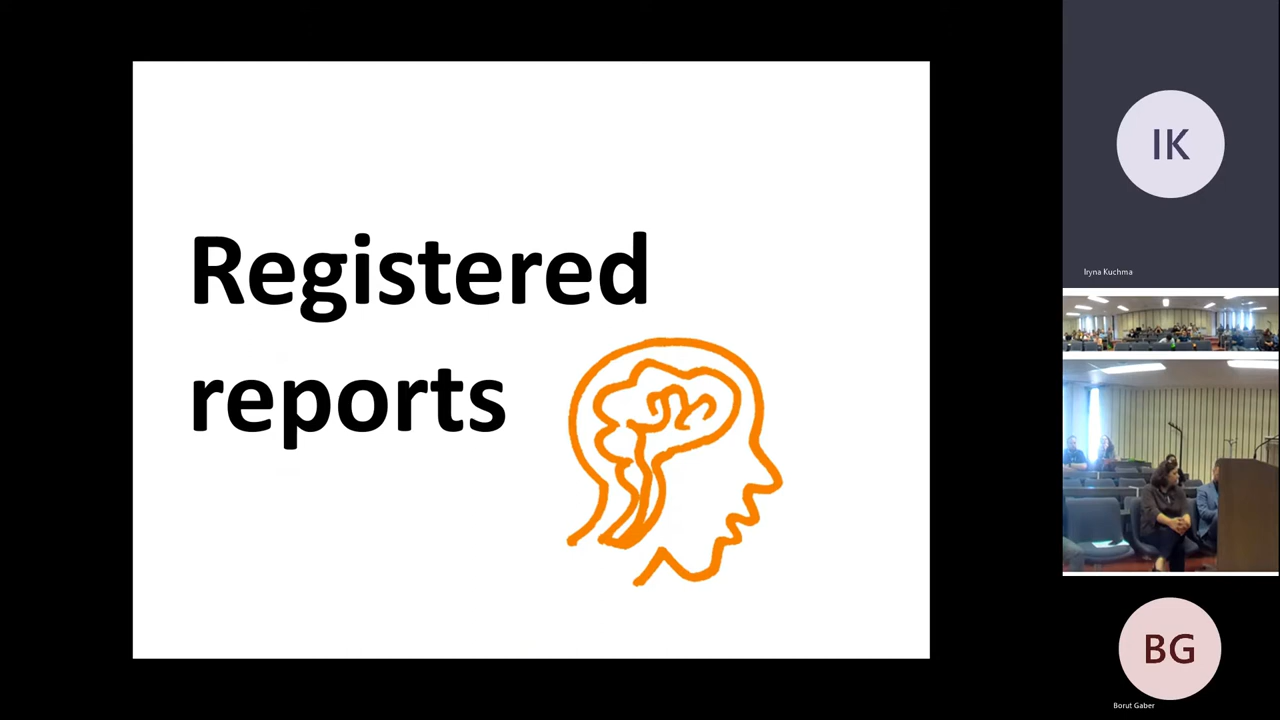 Registered
reports
IK
Iryna Kuchma
BG
Borut Gaber